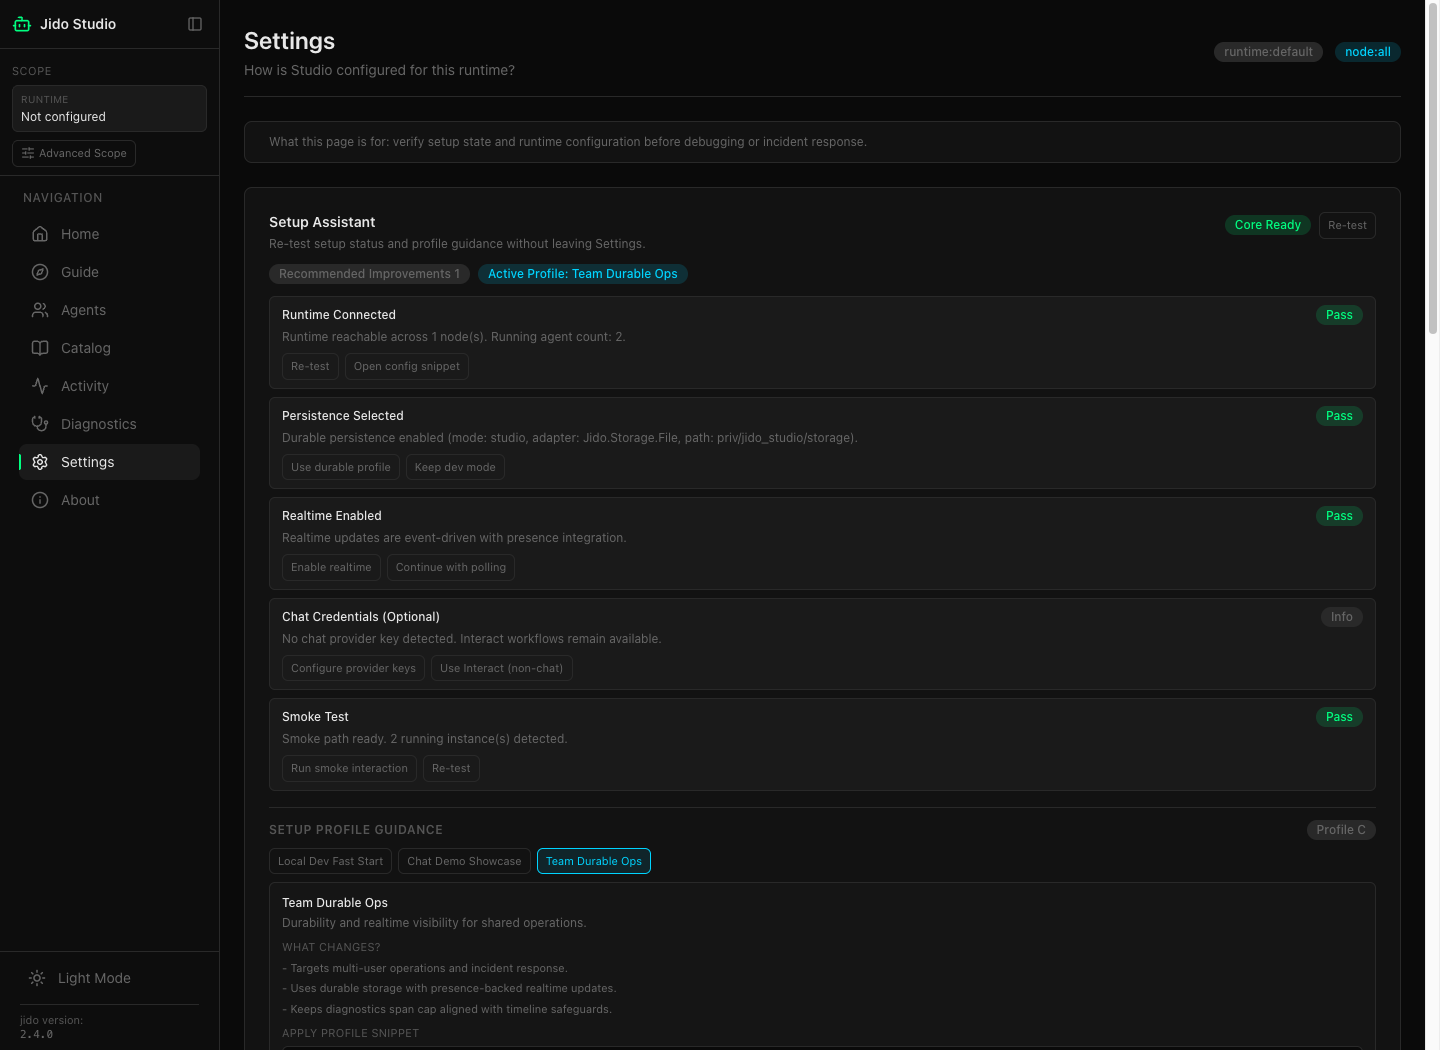 Jido Studio
SCOPE
RUNTIME
Not configured
Advanced Scope
NAVIGATION
Home
Guide
Agents
Catalog
Activity
Diagnostics
Settings
About
Light Mode
jido version:
2.4.0
Settings
How is Studio configured for this runtime?
runtime:default
node:all
What this page is for: verify setup state and runtime configuration before debugging or incident response.
Setup Assistant
Re-test setup status and profile guidance without leaving Settings.
Core Ready
Re-test
Recommended Improvements 1
Active Profile: Team Durable Ops
Runtime Connected
Pass
Runtime reachable across 1 node(s). Running agent count: 2.
Re-test
Open config snippet
Persistence Selected
Pass
Durable persistence enabled (mode: studio, adapter: Jido.Storage.File, path: priv/jido_studio/storage).
Use durable profile
Keep dev mode
Realtime Enabled
Pass
Realtime updates are event-driven with presence integration.
Enable realtime
Continue with polling
Chat Credentials (Optional)
Info
No chat provider key detected. Interact workflows remain available.
Configure provider keys
Use Interact (non-chat)
Smoke Test
Pass
Smoke path ready. 2 running instance(s) detected.
Run smoke interaction
Re-test
SETUP PROFILE GUIDANCE
Profile C
Local Dev Fast Start
Chat Demo Showcase
Team Durable Ops
Team Durable Ops
Durability and realtime visibility for shared operations.
WHAT CHANGES?
- Targets multi-user operations and incident response.
- Uses durable storage with presence-backed realtime updates.
- Keeps diagnostics span cap aligned with timeline safeguards.
APPLY PROFILE SNIPPET